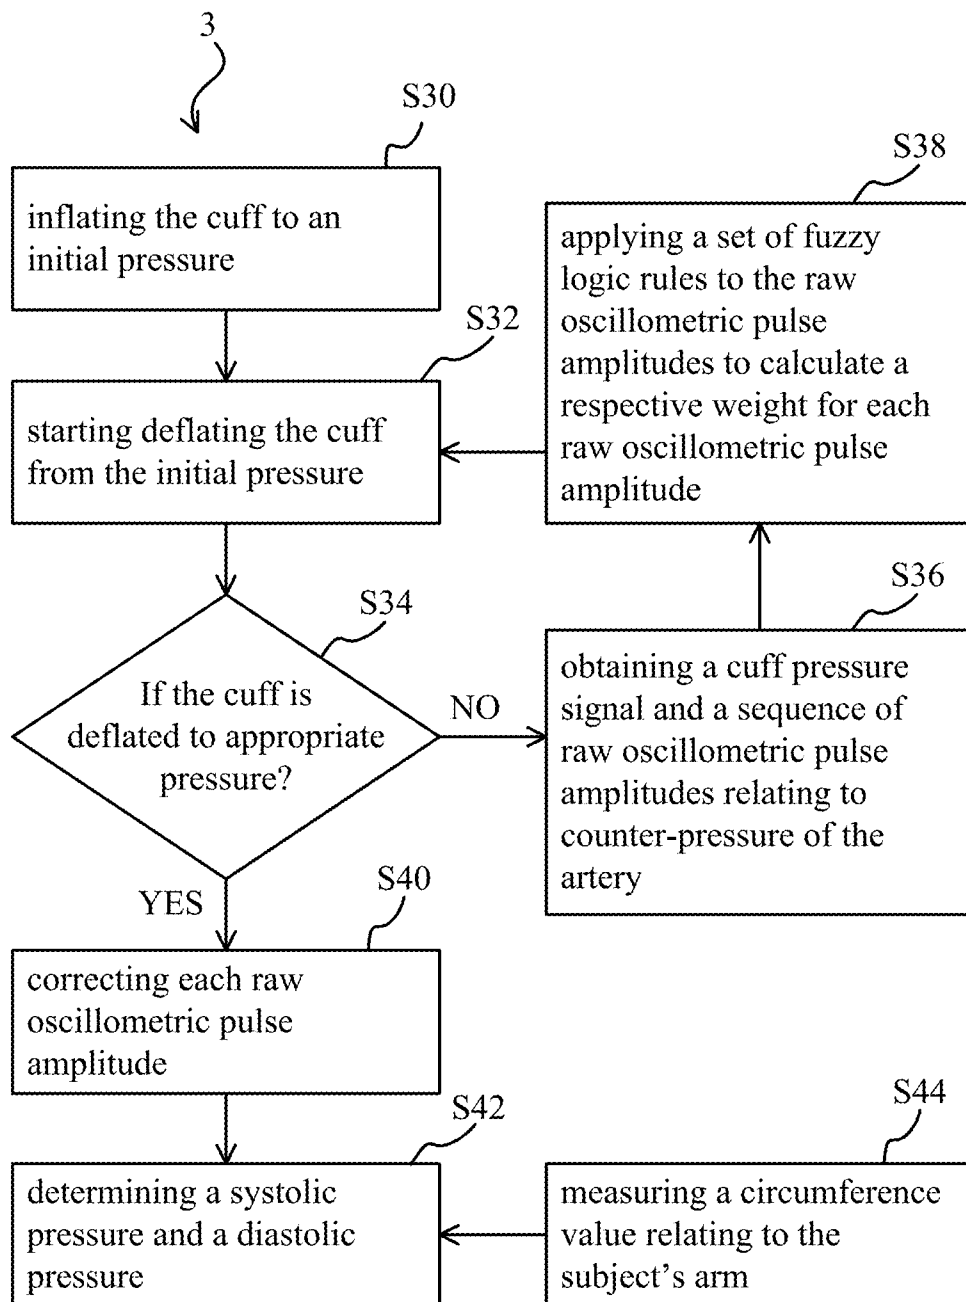 3
S30
inflating the cuff to an
initial pressure
S32
starting deflating the cuff
from the initial pressure
S34
If the cuff is
deflated to appropriate
pressure?
NO
YES
S36
obtaining a cuff pressure
signal and a sequence of
raw oscillometric pulse
amplitudes relating to
counter-pressure of the
artery
S38
applying a set of fuzzy
logic rules to the raw
oscillometric pulse
amplitudes to calculate a
respective weight for each
raw oscillometric pulse
amplitude
S40
correcting each raw
oscillometric pulse
amplitude
S42
determining a systolic
pressure and a diastolic
pressure
S44
measuring a circumference
value relating to the
subject's arm